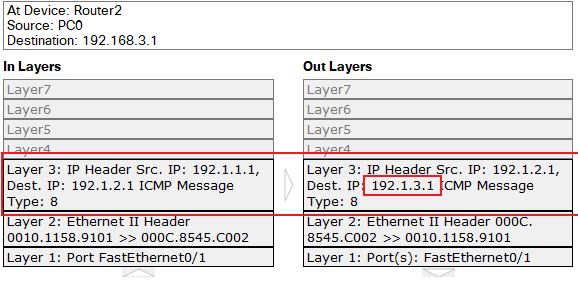 At Device: Router2
Source: PC0
Destination: 192.168.3.1
In Layers
Layer7
Layer6
Layer5
Layer4
Layer 3: IP Header Src. IP: 192.1.1.1,
Dest. IP: 192.1.2.1 ICMP Message
Type: 8
Layer 2: Ethernet II Header
0010.1158.9101 >> 000C.8545.C002
Layer 1: Port FastEthernet0/1
Out Layers
Layer7
Layer6
Layer5
Layer4
Layer 3: IP Header Src. IP: 192.1.2.1,
Dest. IP: 192.1.3.1 ICMP Message
Type: 8
Layer 2: Ethernet II Header 000C.
8545.C002 >> 0010.1158.9101
Layer 1: Port(s): FastEthernet0/1